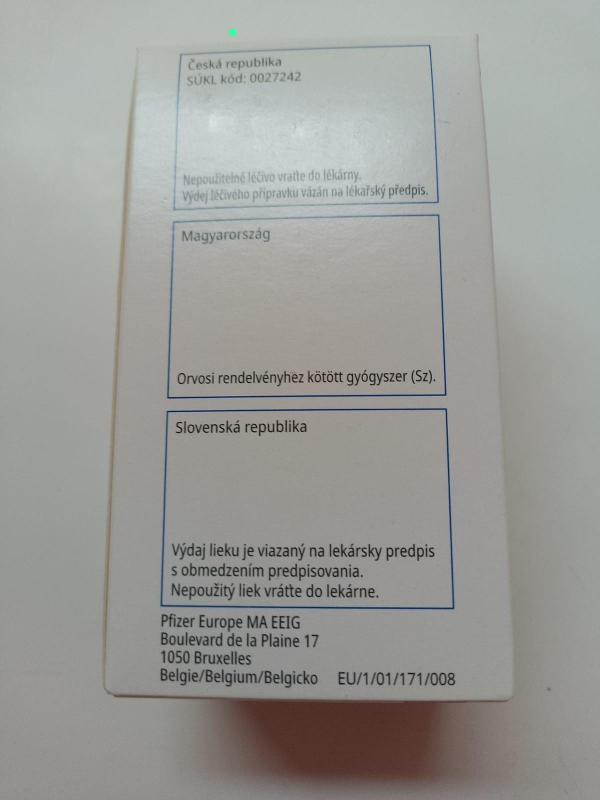 Česká republika
SÚKL kód: 0027242
Nepoužitelné léčivo vraťte do lékárny.
Výdej léčivého přípravku vázán na lékařský předpis.
Magyarország
Orvosi rendelvényhez kötött gyógyszer (Sz).
Slovenská republika
Výdaj lieku je viazaný na lekársky predpis
s obmedzením predpisovania.
Nepoužitý liek vráťte do lekárne.
Pfizer Europe MA EEIG
Boulevard de la Plaine 17
1050 Bruxelles
Belgie/Belgium/Belgicko EU/1/01/171/008